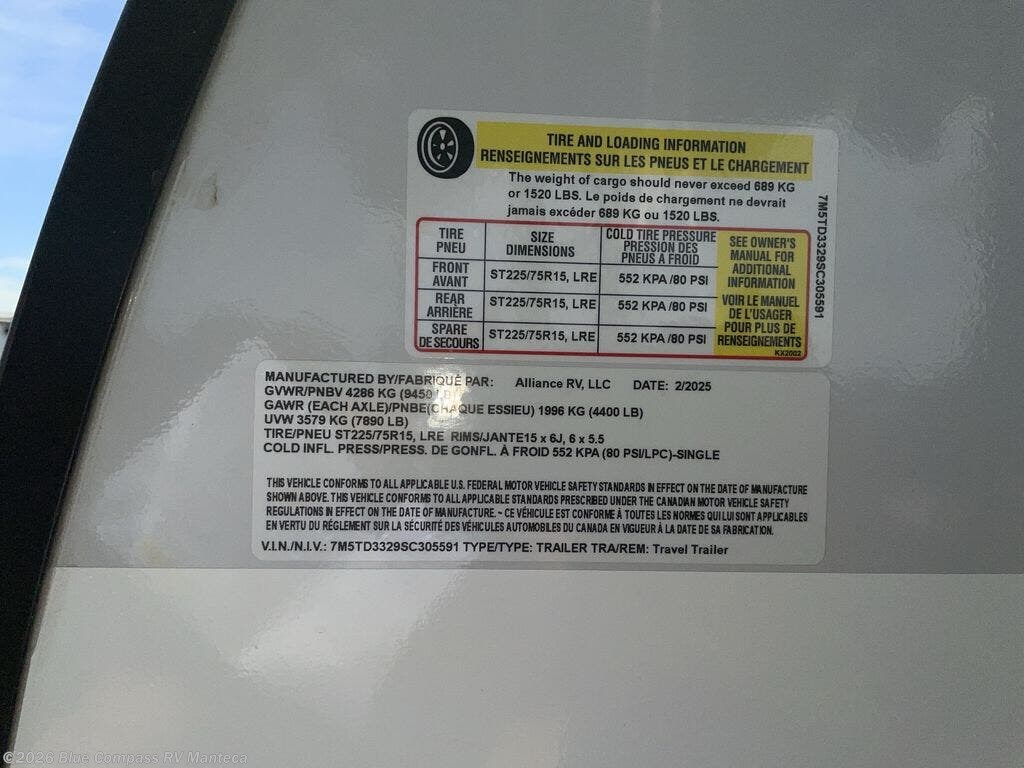 TIRE AND LOADING INFORMATION
RENSEIGNEMENTS SUR LES PNEUS ET LE CHARGEMENT
The weight of cargo should never exceed 689 KG
or 1520 LBS. Le poids de chargement ne devrait
jamais excéder 689 KG ou 1520 LBS.
TIRE PNEU SIZE DIMENSIONS COLD TIRE PRESSURE PRESSION DES PNEUS A FROID
FRONT AVANT ST225/75R15, LRE 552 KPA /80 PSI
REAR ARRIÈRE ST225/75R15, LRE 552 KPA /80 PSI
SPARE DE SECOURS ST225/75R15, LRE 552 KPA /80 PSI
SEE OWNER'S
MANUAL FOR
ADDITIONAL
INFORMATION
VOIR LE MANUEL
DE L'USAGER
POUR PLUS DE
RENSEIGNEMENTS
KX2002
7M5TD3329SC305591
MANUFACTURED BY/FABRIQUÉ PAR: Alliance RV, LLC DATE: 2/2025
GVWR/PNBV 4286 KG (9450 LB)
GAWR (EACH AXLE)/PNBE(CHAQUE ESSIEU) 1996 KG (4400 LB)
UVW 3579 KG (7890 LB)
TIRE/PNEU ST225/75R15, LRE RIMS/JANTE15 x 6J, 6 x 5.5
COLD INFL. PRESS/PRESS. DE GONFL. À FROID 552 KPA (80 PSI/LPC)-SINGLE
THIS VEHICLE CONFORMS TO ALL APPLICABLE U.S. FEDERAL MOTOR VEHICLE SAFETY STANDARDS IN EFFECT ON THE DATE OF MANUFACTURE
SHOWN ABOVE. THIS VEHICLE CONFORMS TO ALL APPLICABLE STANDARDS PRESCRIBED UNDER THE CANADIAN MOTOR VEHICLE SAFETY
REGULATIONS IN EFFECT ON THE DATE OF MANUFACTURE. ~ CE VÉHICULE EST CONFORME À TOUTES LES NORMES QUI LUI SONT APPLICABLES
EN VERTU DU RÉGLEMENT SUR LA SÉCURITÉ DES VÉHICULES AUTOMOBILES DU CANADA EN VIGUEUR À LA DATE DE SA FABRICATION.
V.I.N./N.I.V.: 7M5TD3329SC305591 TYPE/TYPE: TRAILER TRA/REM: Travel Trailer
©2026 Blue Compass RV Manteca